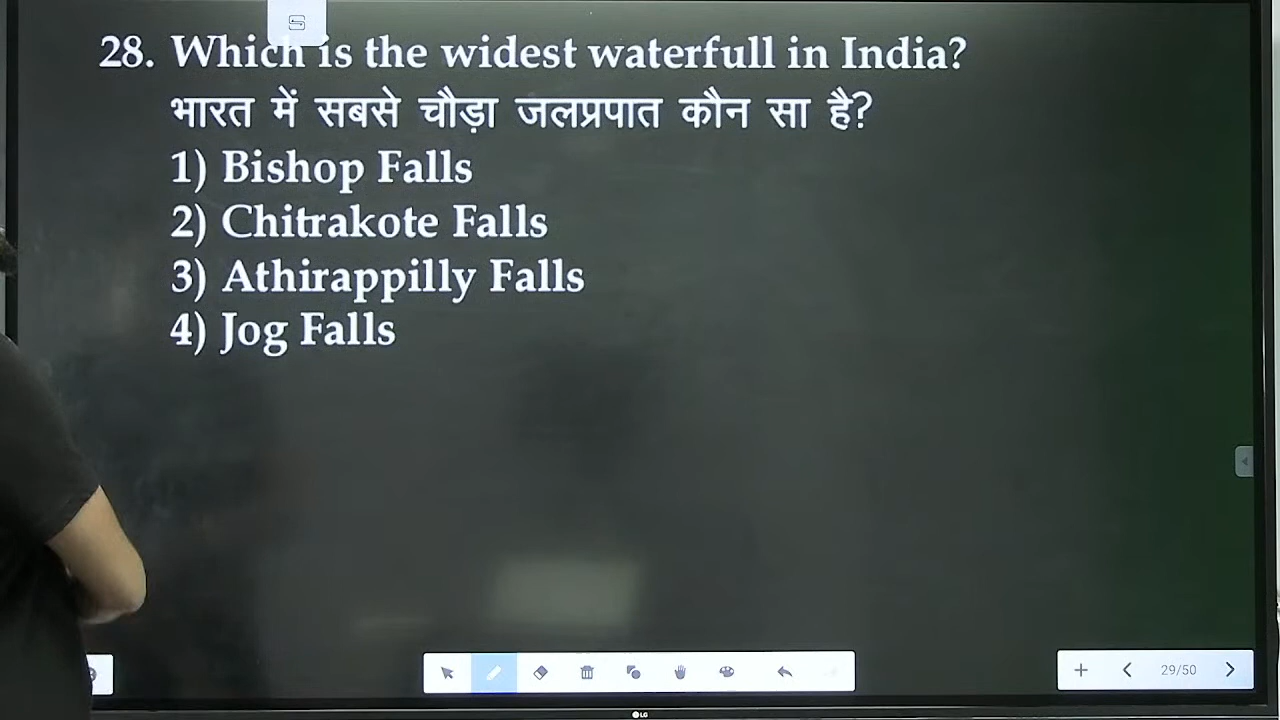 28. Which is the widest waterfull in India?
भारत में सबसे चौड़ा जलप्रपात कौन सा है?
1) Bishop Falls
2) Chitrakote Falls
3) Athirappilly Falls
4) Jog Falls
29/50
LG